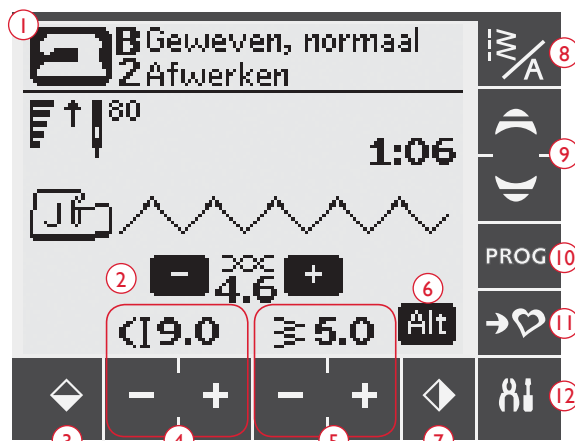 1
B Geweven, normaal
2 Afwerken
80
1:06
J
2
- 4.6 +
6
9.0
5.0
Alt
- +
- +
3
4
5
7
A
8
9
PROG
10
11
12